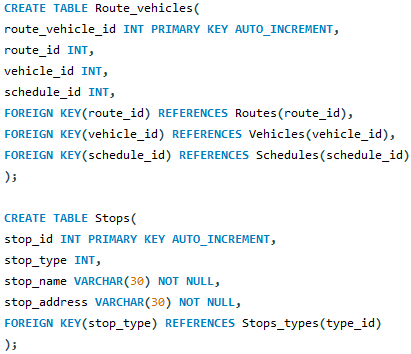 CREATE TABLE Route_vehicles(
route_vehicle_id INT PRIMARY KEY AUTO_INCREMENT,
route_id INT,
vehicle_id INT,
schedule_id INT,
FOREIGN KEY(route_id) REFERENCES Routes(route_id),
FOREIGN KEY(vehicle_id) REFERENCES Vehicles(vehicle_id),
FOREIGN KEY(schedule_id) REFERENCES Schedules(schedule_id)
);

CREATE TABLE Stops(
stop_id INT PRIMARY KEY AUTO_INCREMENT,
stop_type INT,
stop_name VARCHAR(30) NOT NULL,
stop_address VARCHAR(30) NOT NULL,
FOREIGN KEY(stop_type) REFERENCES Stops_types(type_id)
);